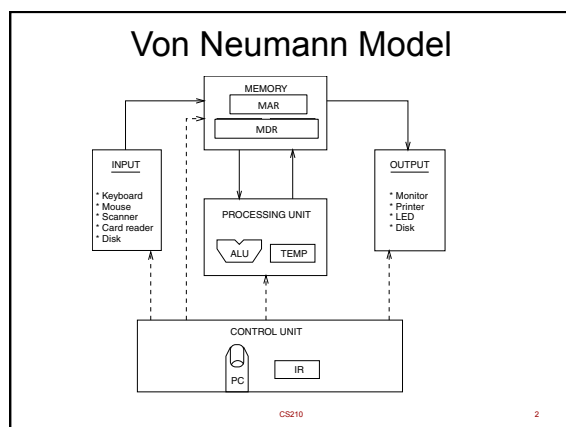 Von Neumann Model
MEMORY
MAR
MDR
INPUT
* Keyboard
* Mouse
* Scanner
* Card reader
* Disk
PROCESSING UNIT
ALU
TEMP
OUTPUT
* Monitor
* Printer
* LED
* Disk
CONTROL UNIT
PC
IR
CS210
2